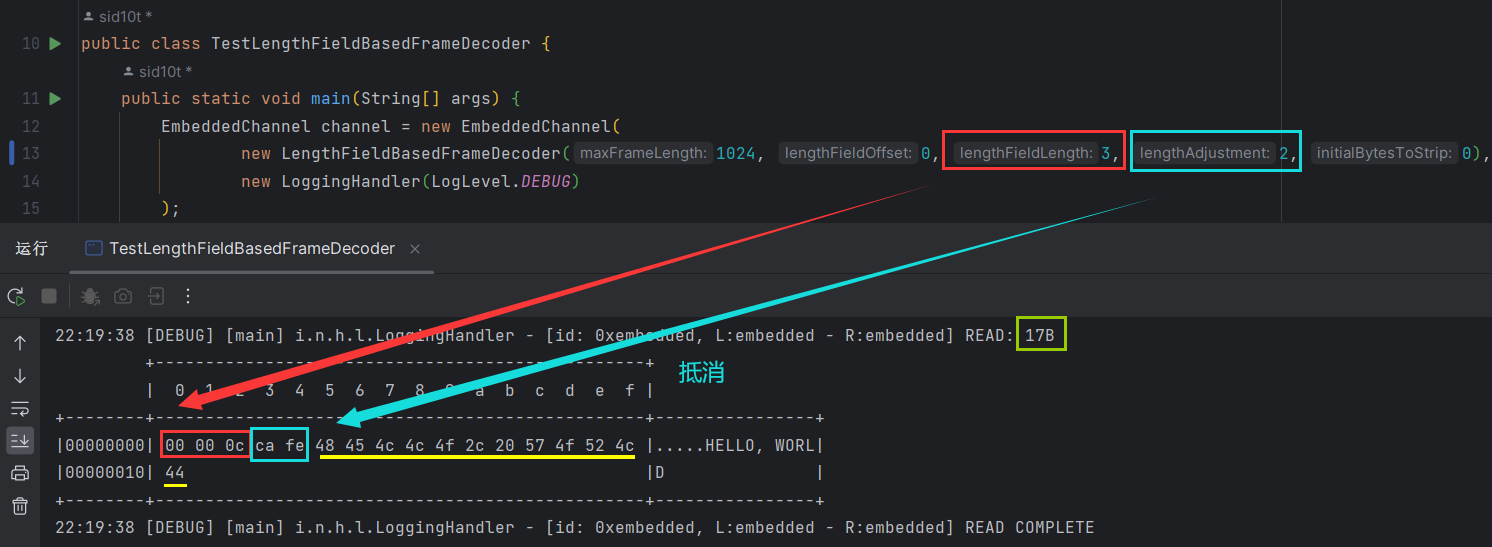 sid10t *
10 public class TestLengthFieldBasedFrameDecoder {
sid10t *
11 public static void main(String[] args) {
12 EmbeddedChannel channel = new EmbeddedChannel(
13 new LengthFieldBasedFrameDecoder( maxFrameLength: 1024, lengthFieldOffset: 0, lengthFieldLength: 3, lengthAdjustment: 2, initialBytesToStrip: 0),
14 new LoggingHandler(LogLevel.DEBUG)
15 );
运行 TestLengthFieldBasedFrameDecoder ×
22:19:38 [DEBUG] [main] i.n.h.l.LoggingHandler - [id: 0xembedded, L:embedded - R:embedded] READ: 17B
+-------------------------------------------------+
抵消
| 0 1 2 3 4 5 6 7 8 9 a b c d e f |
+--------+-------------------------------------------------+----------------+
|00000000| 00 00 0c ca fe 48 45 4c 4c 4f 2c 20 57 4f 52 4c |.....HELLO, WORL|
|00000010| 44 |D |
+--------+-------------------------------------------------+----------------+
22:19:38 [DEBUG] [main] i.n.h.l.LoggingHandler - [id: 0xembedded, L:embedded - R:embedded] READ COMPLETE